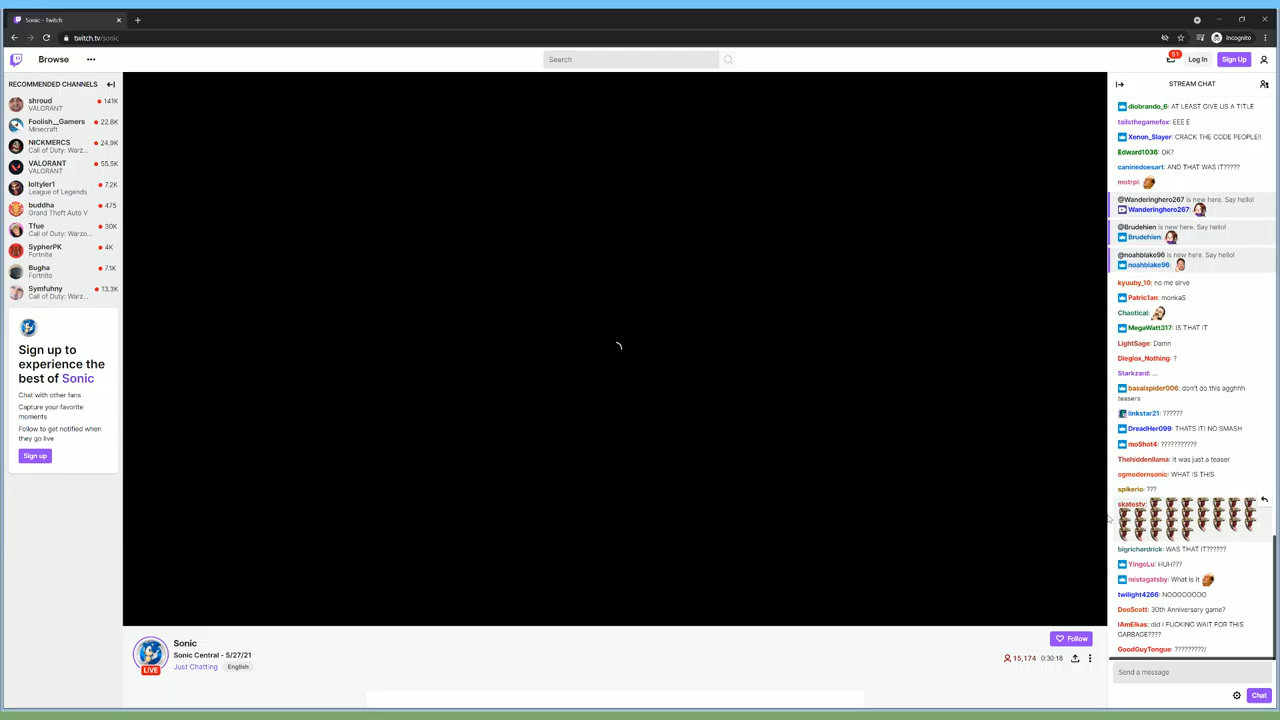 Sonic - Twitch
twitch.tv/sonic
Incognito
Browse
Search
51
Log In
Sign Up
RECOMMENDED CHANNELS
shroud
VALORANT
141K
Foolish__Gamers
Minecraft
22.8K
NICKMERCS
Call of Duty: Warz...
24.9K
VALORANT
VALORANT
55.5K
loltyler1
League of Legends
7.2K
buddha
Grand Theft Auto V
475
Tfue
Call of Duty: Warzo...
30K
SypherPK
Fortnite
4K
Bugha
Fortnite
7.1K
Symfuhny
Call of Duty: Warz...
13.3K
Sign up to
experience the
best of Sonic
Chat with other fans
Capture your favorite
moments
Follow to get notified when
they go live
Sign up
LIVE
Sonic
Sonic Central - 5/27/21
Just Chatting
English
Follow
15,174
0:30:18
STREAM CHAT
diobrando_6: AT LEAST GIVE US A TITLE
tailsthegamefox: EEE E
Xenon_Slayer: CRACK THE CODE PEOPLE!!
Edward1036: OK?
caninedoesart: AND THAT WAS IT?????
motrpi:
@Wanderinghero267 is new here. Say hello!
Wanderinghero267:
@Brudehien is new here. Say hello!
Brudehien:
@noahblake96 is new here. Say hello!
noahblake96:
kyuuby_10: no me sirve
Patric1an: monkaS
Chaotical:
MegaWatt317: IS THAT IT
LightSage: Damn
Dieglox_Nothing: ?
Starkzard: ...
basalspider006: don't do this agghhh
teasers
linkstar21: ??????
DreadHer099: THATS IT! NO SMASH
moShot4: ???????????
Thehiddenllama: It was just a teaser
ogmodernsonic: WHAT IS THIS
spikerio: ???
skatestv:
bigrichardrick: WAS THAT IT??????
YingoLu: HUH???
mistagatsby: What is it
twilight4266: NOOOOOOOO
DeoScott: 30th Anniversary game?
IAmElkas: did I FUCKING WAIT FOR THIS
GARBAGE????
GoodGuyTongue: ?????????/
Send a message
Chat